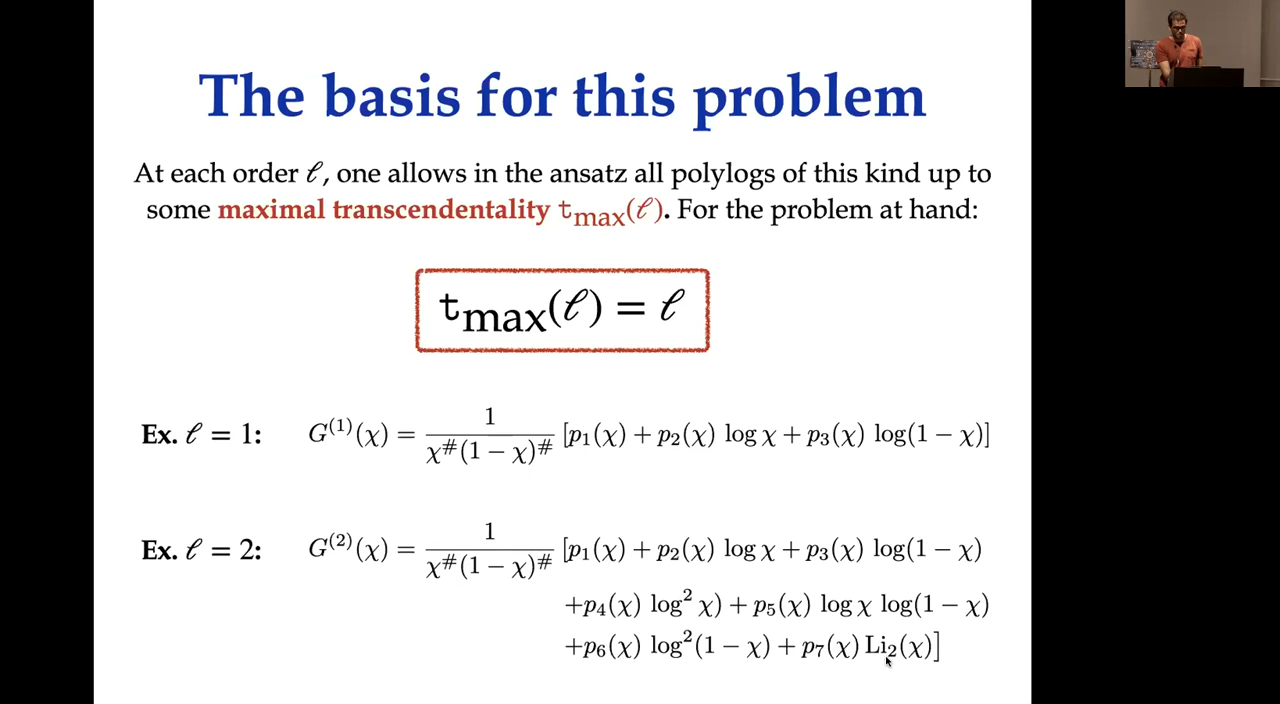 The basis for this problem
At each order ℓ, one allows in the ansatz all polylogs of this kind up to
some maximal transcendentality t_max(ℓ). For the problem at hand:
t_max(ℓ) = ℓ
Ex. ℓ = 1: G^(1)(χ) = 1/(χ^#(1 − χ)^#) [p₁(χ) + p₂(χ) log χ + p₃(χ) log(1 − χ)]
Ex. ℓ = 2: G^(2)(χ) = 1/(χ^#(1 − χ)^#) [p₁(χ) + p₂(χ) log χ + p₃(χ) log(1 − χ)
+p₄(χ) log² χ) + p₅(χ) log χ log(1 − χ)
+p₆(χ) log²(1 − χ) + p₇(χ) Li₂(χ)]